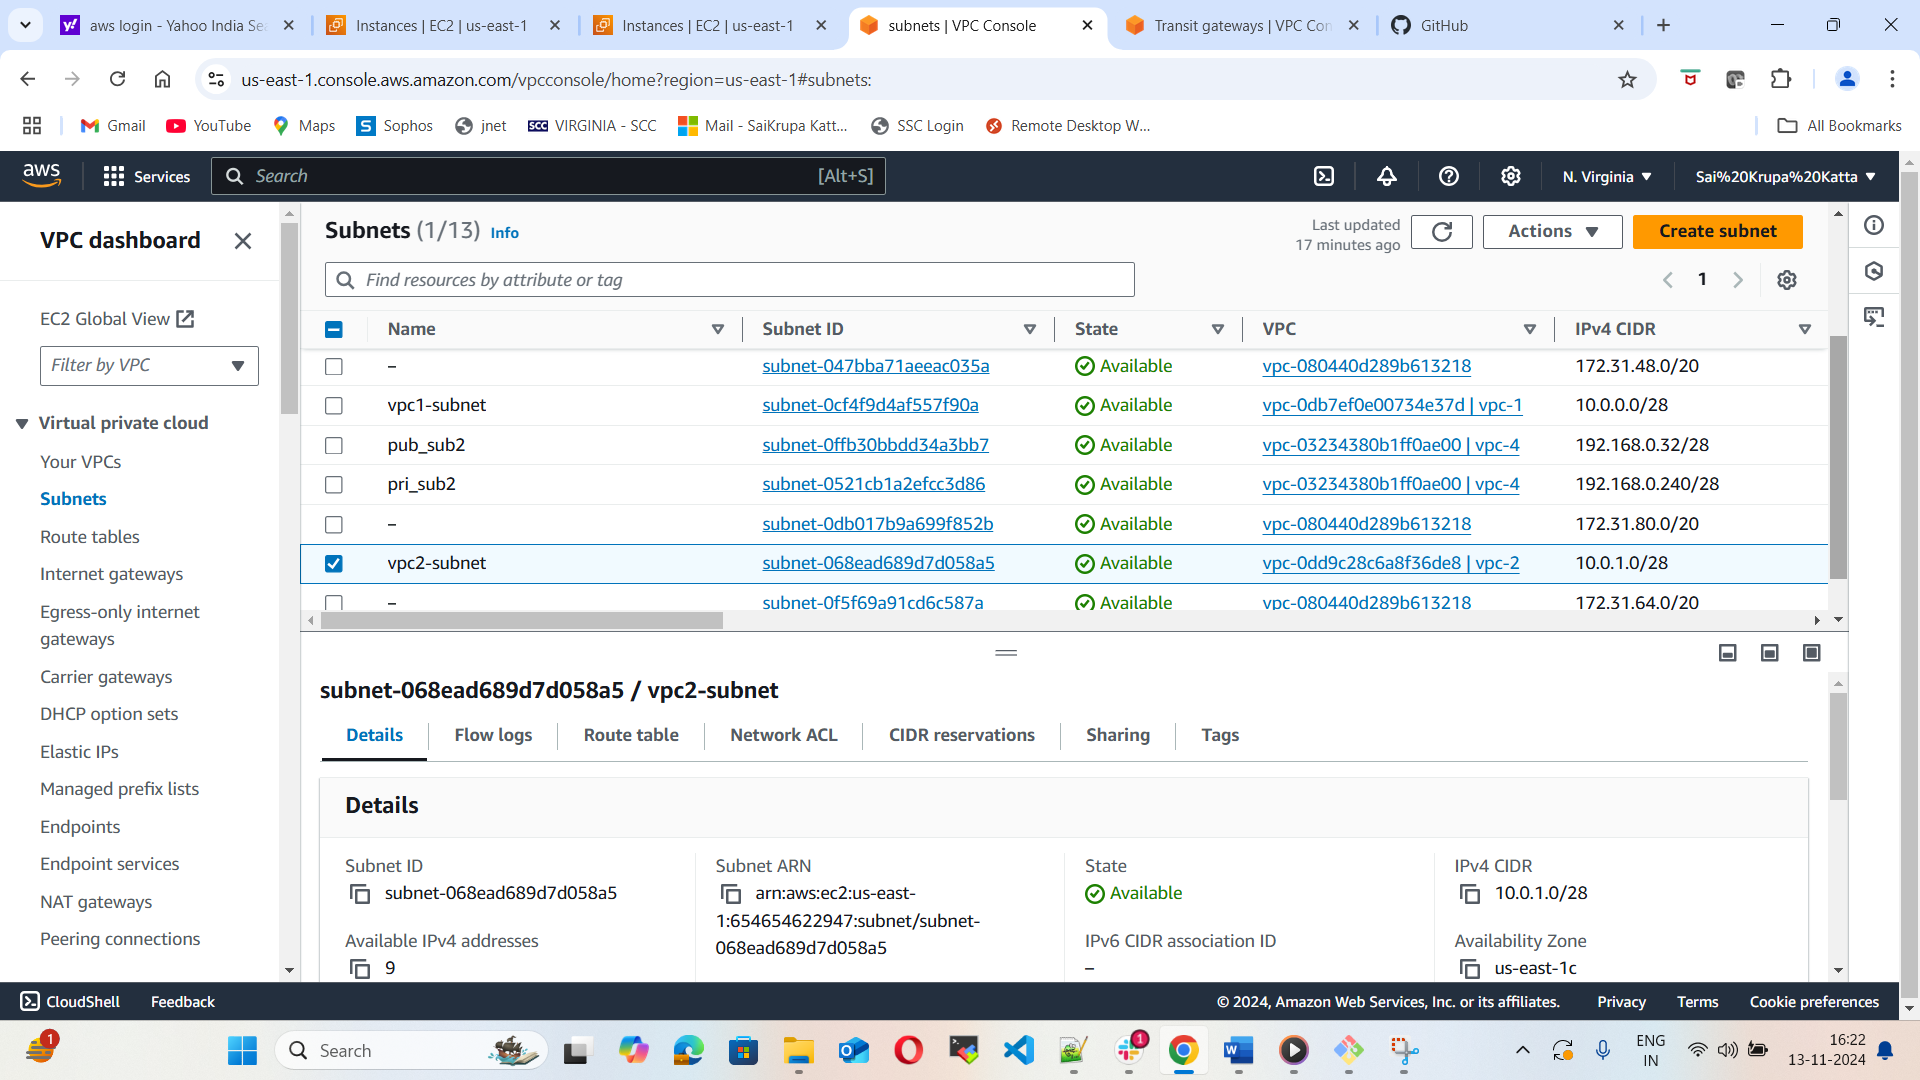 aws login - Yahoo India Sea
Instances | EC2 | us-east-1
Instances | EC2 | us-east-1
subnets | VPC Console
Transit gateways | VPC Con
GitHub
us-east-1.console.aws.amazon.com/vpcconsole/home?region=us-east-1#subnets:
Gmail
YouTube
Maps
Sophos
jnet
VIRGINIA - SCC
Mail - SaiKrupa Katt...
SSC Login
Remote Desktop W...
All Bookmarks
aws
Services
Search
[Alt+S]
N. Virginia
Sai%20Krupa%20Katta
VPC dashboard
EC2 Global View
Filter by VPC
Virtual private cloud
Your VPCs
Subnets
Route tables
Internet gateways
Egress-only internet
gateways
Carrier gateways
DHCP option sets
Elastic IPs
Managed prefix lists
Endpoints
Endpoint services
NAT gateways
Peering connections
Subnets (1/13) Info
Last updated
17 minutes ago
Actions
Create subnet
Find resources by attribute or tag
1
Name Subnet ID State VPC IPv4 CIDR
– subnet-047bba71aeeac035a Available vpc-080440d289b613218 172.31.48.0/20
vpc1-subnet subnet-0cf4f9d4af557f90a Available vpc-0db7ef0e00734e37d | vpc-1 10.0.0.0/28
pub_sub2 subnet-0ffb30bbdd34a3bb7 Available vpc-03234380b1ff0ae00 | vpc-4 192.168.0.32/28
pri_sub2 subnet-0521cb1a2efcc3d86 Available vpc-03234380b1ff0ae00 | vpc-4 192.168.0.240/28
– subnet-0db017b9a699f852b Available vpc-080440d289b613218 172.31.80.0/20
vpc2-subnet subnet-068ead689d7d058a5 Available vpc-0dd9c28c6a8f36de8 | vpc-2 10.0.1.0/28
– subnet-0f5f69a91cd6c587a Available vpc-080440d289b613218 172.31.64.0/20
subnet-068ead689d7d058a5 / vpc2-subnet
Details
Flow logs
Route table
Network ACL
CIDR reservations
Sharing
Tags
Details
Subnet ID
subnet-068ead689d7d058a5
Available IPv4 addresses
9
Subnet ARN
arn:aws:ec2:us-east-
1:654654622947:subnet/subnet-
068ead689d7d058a5
State
Available
IPv6 CIDR association ID
–
IPv4 CIDR
10.0.1.0/28
Availability Zone
us-east-1c
CloudShell
Feedback
© 2024, Amazon Web Services, Inc. or its affiliates.
Privacy
Terms
Cookie preferences
1
Search
1
ENG
IN
16:22
13-11-2024